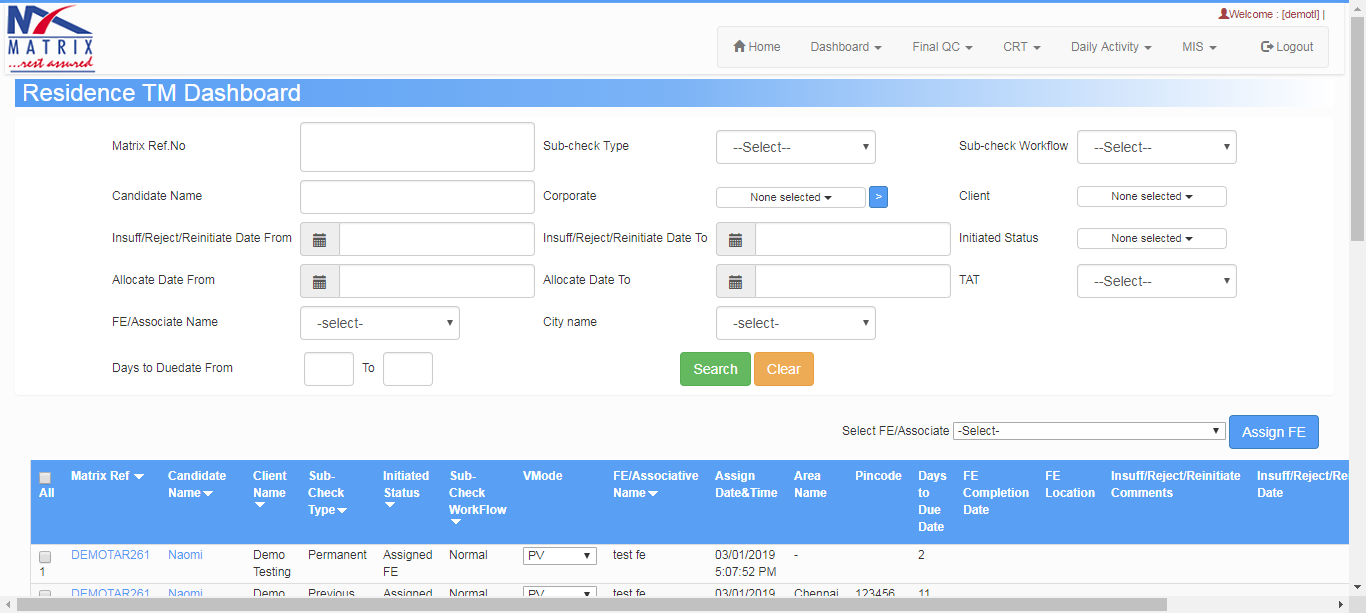 MATRIX
...rest assured
Welcome : [demotl] |
Home Dashboard Final QC CRT Daily Activity MIS Logout
Residence TM Dashboard
Matrix Ref.No Sub-check Type --Select-- Sub-check Workflow --Select--
Candidate Name Corporate None selected > Client None selected
Insuff/Reject/Reinitiate Date From Insuff/Reject/Reinitiate Date To Initiated Status None selected
Allocate Date From Allocate Date To TAT --Select--
FE/Associate Name -select- City name -select-
Days to Duedate From To Search Clear
Select FE/Associate -Select- Assign FE
All Matrix Ref Candidate Name Client Name Sub-Check Type Initiated Status Sub-Check WorkFlow VMode FE/Associative Name Assign Date&Time Area Name Pincode Days to Due Date FE Completion Date FE Location Insuff/Reject/Reinitiate Comments Insuff/Reject/Re Date
1 DEMOTAR261 Naomi Demo Testing Permanent Assigned FE Normal PV test fe 03/01/2019 5:07:52 PM - 2
DEMOTAR261 Naomi Demo Previous Assigned Normal PV test fe 03/01/2019 Chennai 123456 11